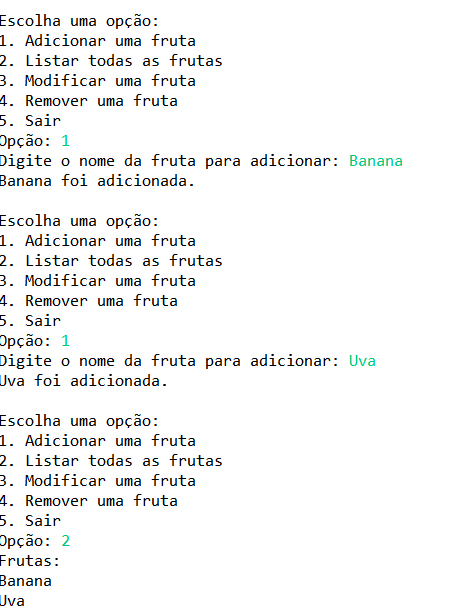 Escolha uma opção:
1. Adicionar uma fruta
2. Listar todas as frutas
3. Modificar uma fruta
4. Remover uma fruta
5. Sair
Opção: 1
Digite o nome da fruta para adicionar: Banana
Banana foi adicionada.

Escolha uma opção:
1. Adicionar uma fruta
2. Listar todas as frutas
3. Modificar uma fruta
4. Remover uma fruta
5. Sair
Opção: 1
Digite o nome da fruta para adicionar: Uva
Uva foi adicionada.

Escolha uma opção:
1. Adicionar uma fruta
2. Listar todas as frutas
3. Modificar uma fruta
4. Remover uma fruta
5. Sair
Opção: 2
Frutas:
Banana
Uva